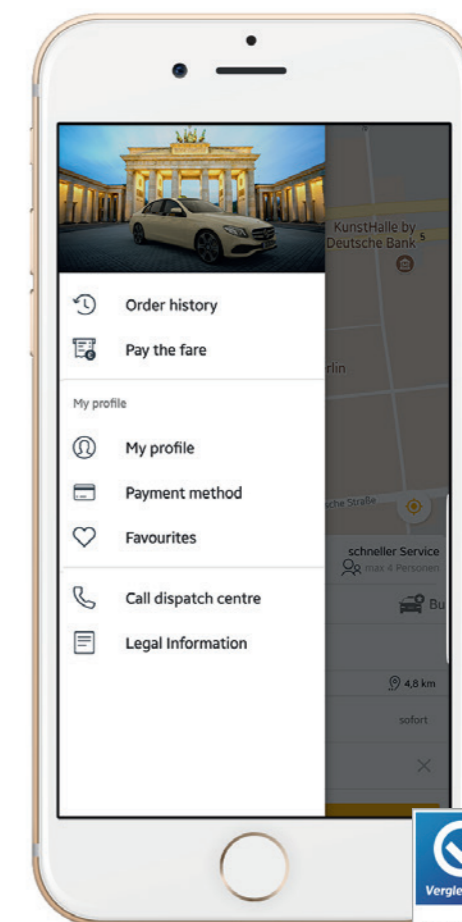 KunstHalle by
Deutsche Bank
5
Order history
Pay the fare
rlin
My profile
My profile
Payment method
sche Straße
Favourites
schneller Service
max 4 Personen
Call dispatch centre
Bu
Legal Information
4,8 km
sofort
Vergle